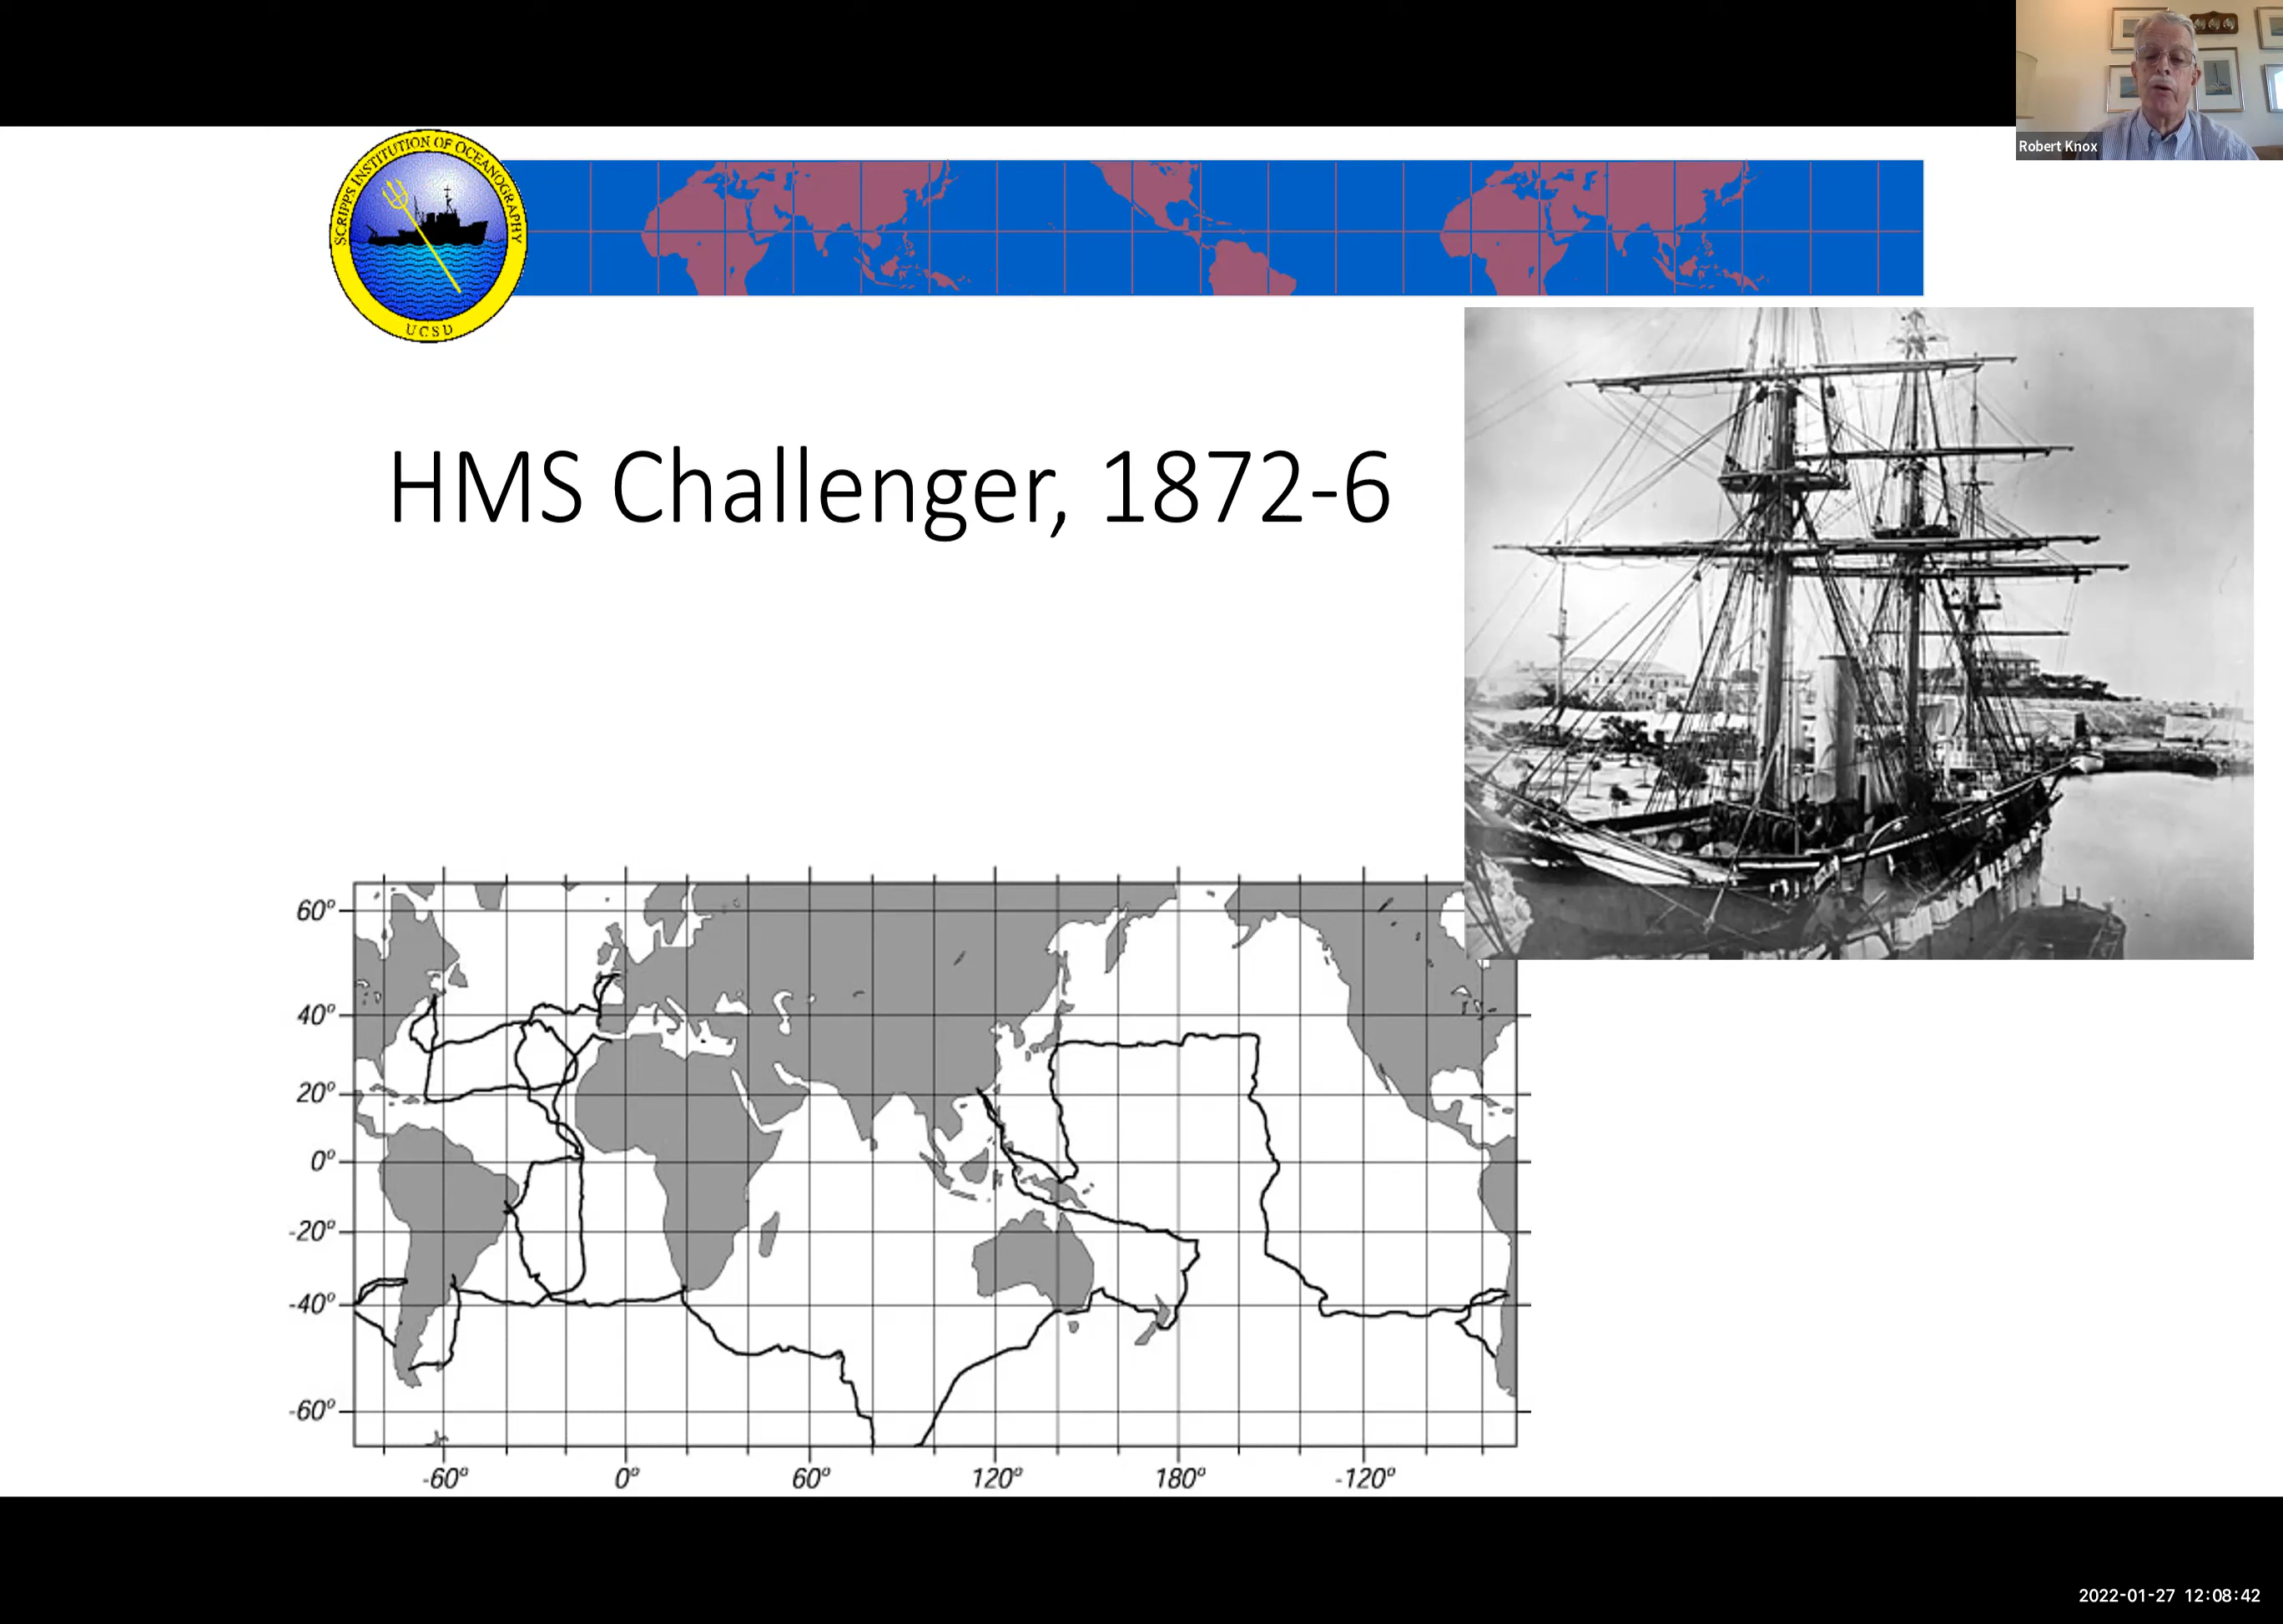 Robert Knox
SCRIPPS INSTITUTION OF OCEANOGRAPHY
UCSD
HMS Challenger, 1872-6
60°
40°
20°
0°
-20°
-40°
-60°
-60° 0° 60° 120° 180° -120°
2022-01-27 12:08:42